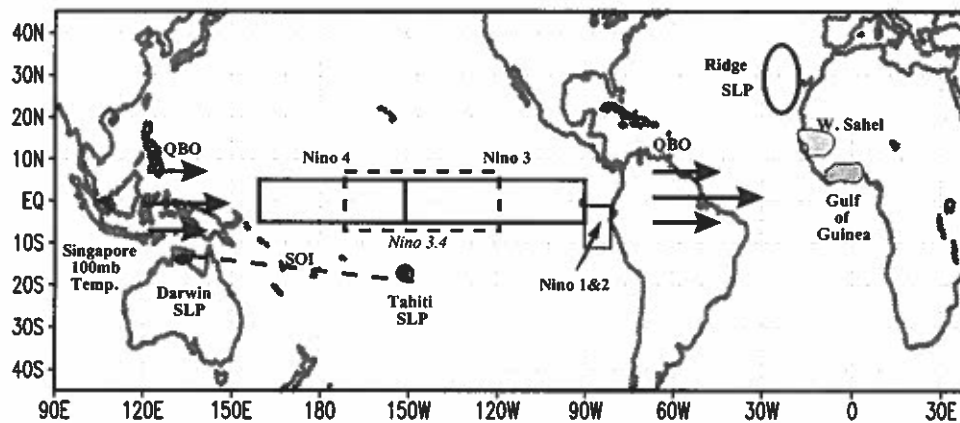 40N
30N
20N
10N
EQ
10S
20S
30S
40S
QBO
Nino 4
Nino 3
Nino 3.4
QBO
Ridge
SLP
W. Sahel
Gulf
of
Guinea
Singapore
100mb
Temp.
Darwin
SLP
SOI
Tahiti
SLP
Nino 1&2
90E
120E
150E
180
150W
120W
90W
60W
30W
0
30E